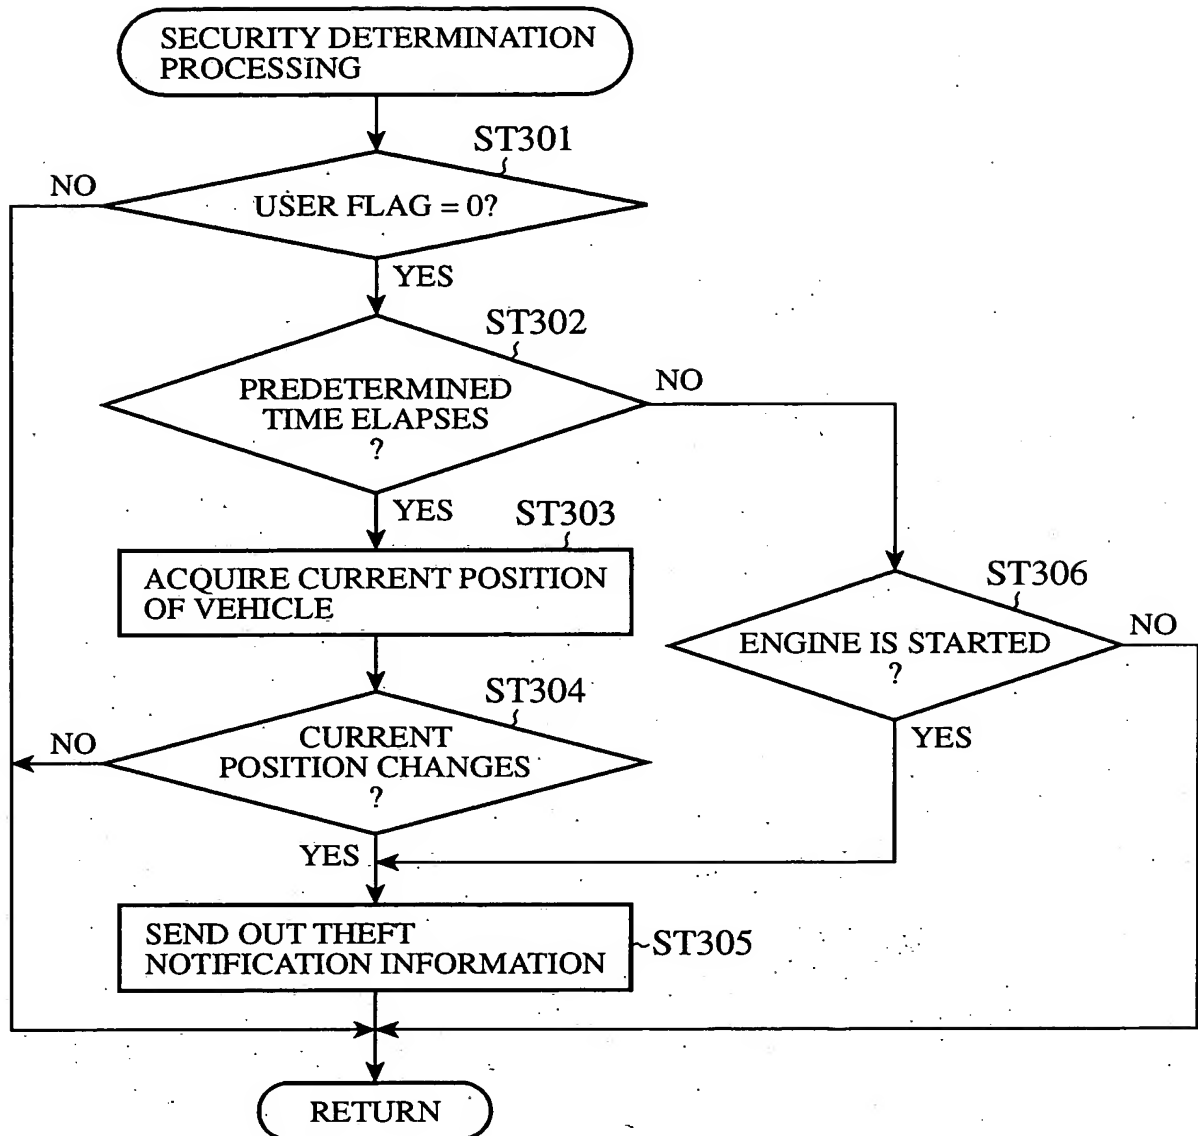 SECURITY DETERMINATION
PROCESSING
ST301
NO
USER FLAG = 0?
YES
ST302
PREDETERMINED
TIME ELAPSES
?
NO
YES
ST303
ACQUIRE CURRENT POSITION
OF VEHICLE
ST306
ENGINE IS STARTED
?
NO
YES
ST304
NO
CURRENT
POSITION CHANGES
?
YES
SEND OUT THEFT
NOTIFICATION INFORMATION
ST305
RETURN